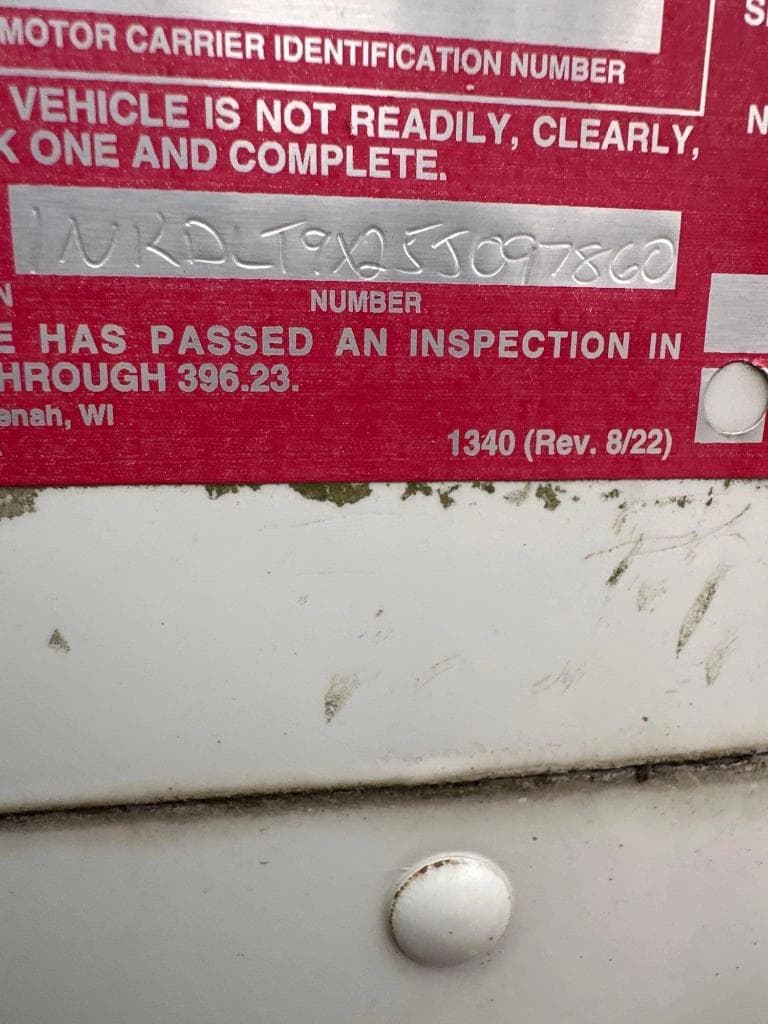 MOTOR CARRIER IDENTIFICATION NUMBER
VEHICLE IS NOT READILY, CLEARLY,
K ONE AND COMPLETE.
1NKDLT9X25J097860
NUMBER
E HAS PASSED AN INSPECTION IN
HROUGH 396.23.
enah, WI
1340 (Rev. 8/22)